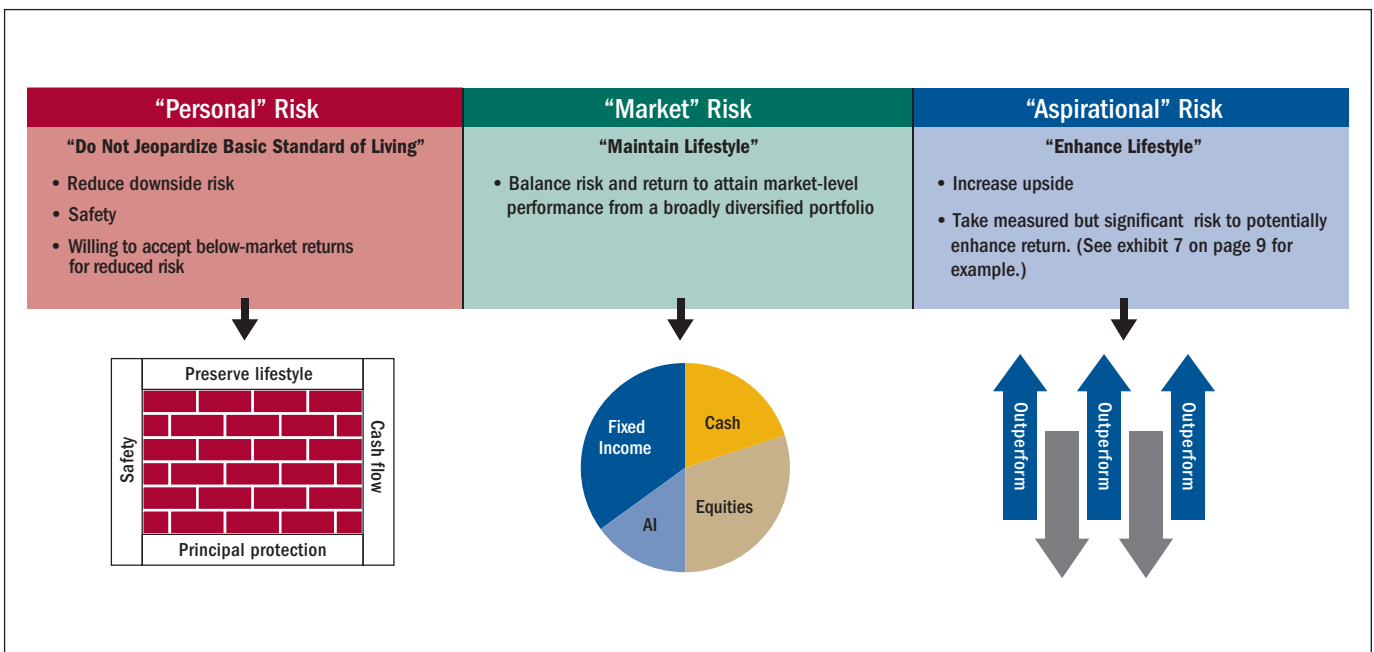 “Personal” Risk
“Do Not Jeopardize Basic Standard of Living”
• Reduce downside risk
• Safety
• Willing to accept below-market returns
for reduced risk
“Market” Risk
“Maintain Lifestyle”
• Balance risk and return to attain market-level
performance from a broadly diversified portfolio
“Aspirational” Risk
“Enhance Lifestyle”
• Increase upside
• Take measured but significant risk to potentially
enhance return. (See exhibit 7 on page 9 for
example.)
Preserve lifestyle
Safety
Cash flow
Principal protection
Fixed
Income
Cash
AI
Equities
Outperform
Outperform
Outperform